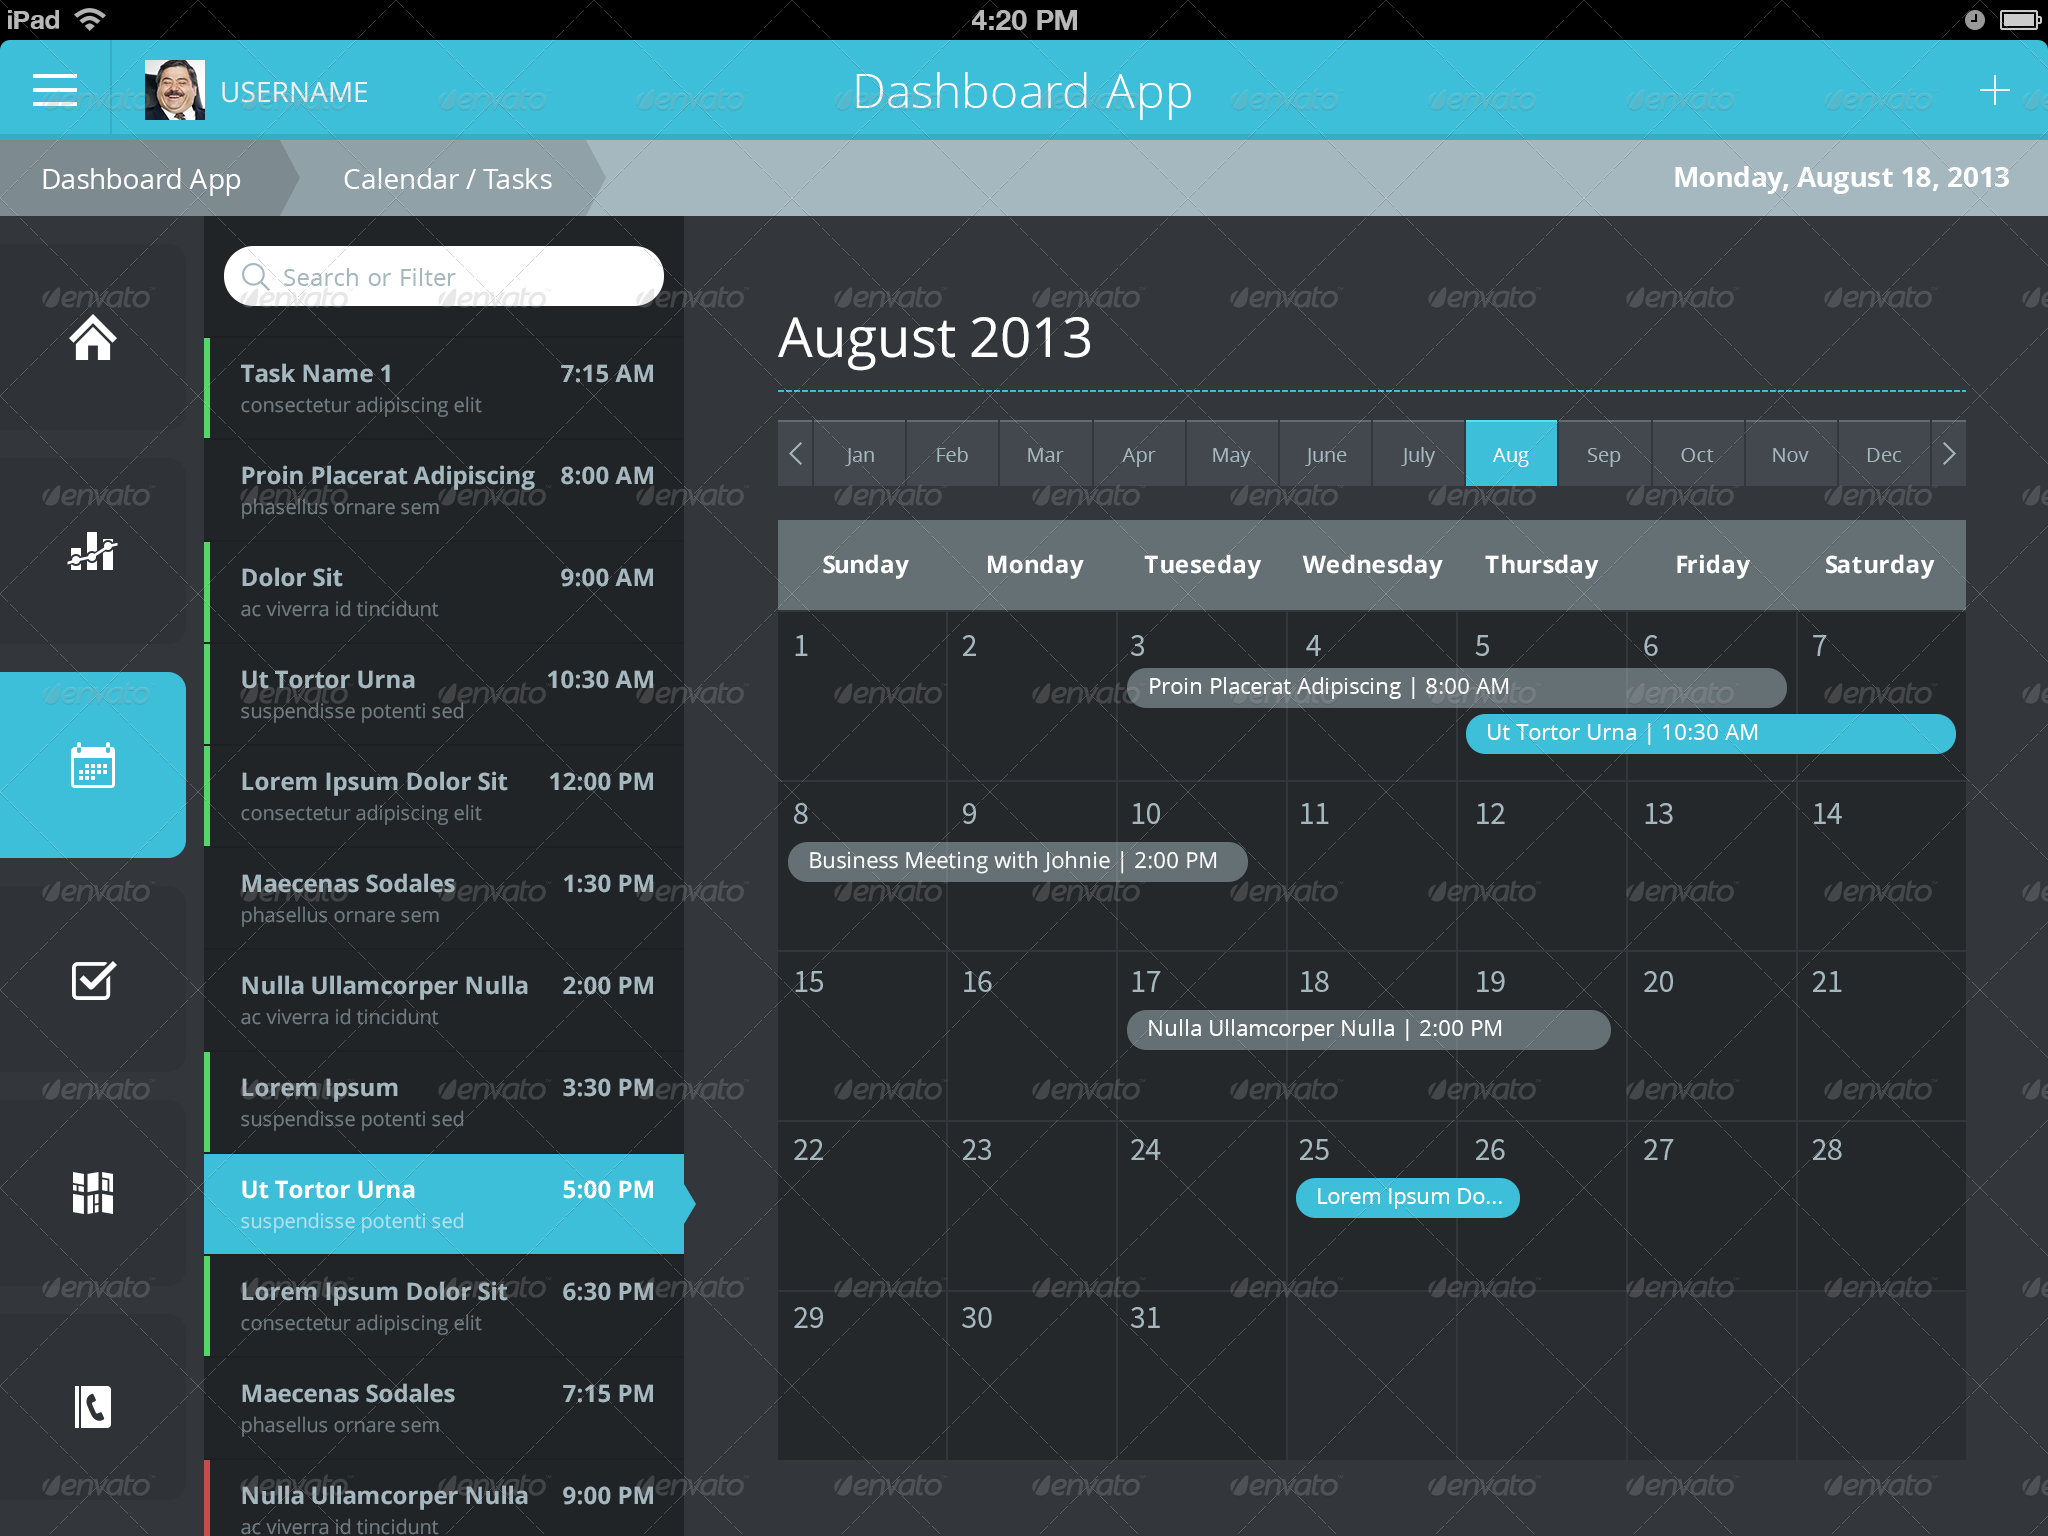 iPad
4:20 PM
USERNAME
Dashboard App
Dashboard App
Calendar / Tasks
Monday, August 18, 2013
Search or Filter
Task Name 1 7:15 AM
consectetur adipiscing elit
Proin Placerat Adipiscing 8:00 AM
phasellus ornare sem
Dolor Sit 9:00 AM
ac viverra id tincidunt
Ut Tortor Urna 10:30 AM
suspendisse potenti sed
Lorem Ipsum Dolor Sit 12:00 PM
consectetur adipiscing elit
Maecenas Sodales 1:30 PM
phasellus ornare sem
Nulla Ullamcorper Nulla 2:00 PM
ac viverra id tincidunt
Lorem Ipsum 3:30 PM
suspendisse potenti sed
Ut Tortor Urna 5:00 PM
suspendisse potenti sed
Lorem Ipsum Dolor Sit 6:30 PM
consectetur adipiscing elit
Maecenas Sodales 7:15 PM
phasellus ornare sem
Nulla Ullamcorper Nulla 9:00 PM
ac viverra id tincidunt
August 2013
Jan Feb Mar Apr May June July Aug Sep Oct Nov Dec
Sunday Monday Tueseday Wednesday Thursday Friday Saturday
1 2 3 4 5 6 7
Proin Placerat Adipiscing | 8:00 AM
Ut Tortor Urna | 10:30 AM
8 9 10 11 12 13 14
Business Meeting with Johnie | 2:00 PM
15 16 17 18 19 20 21
Nulla Ullamcorper Nulla | 2:00 PM
22 23 24 25 26 27 28
Lorem Ipsum Do...
29 30 31
envato